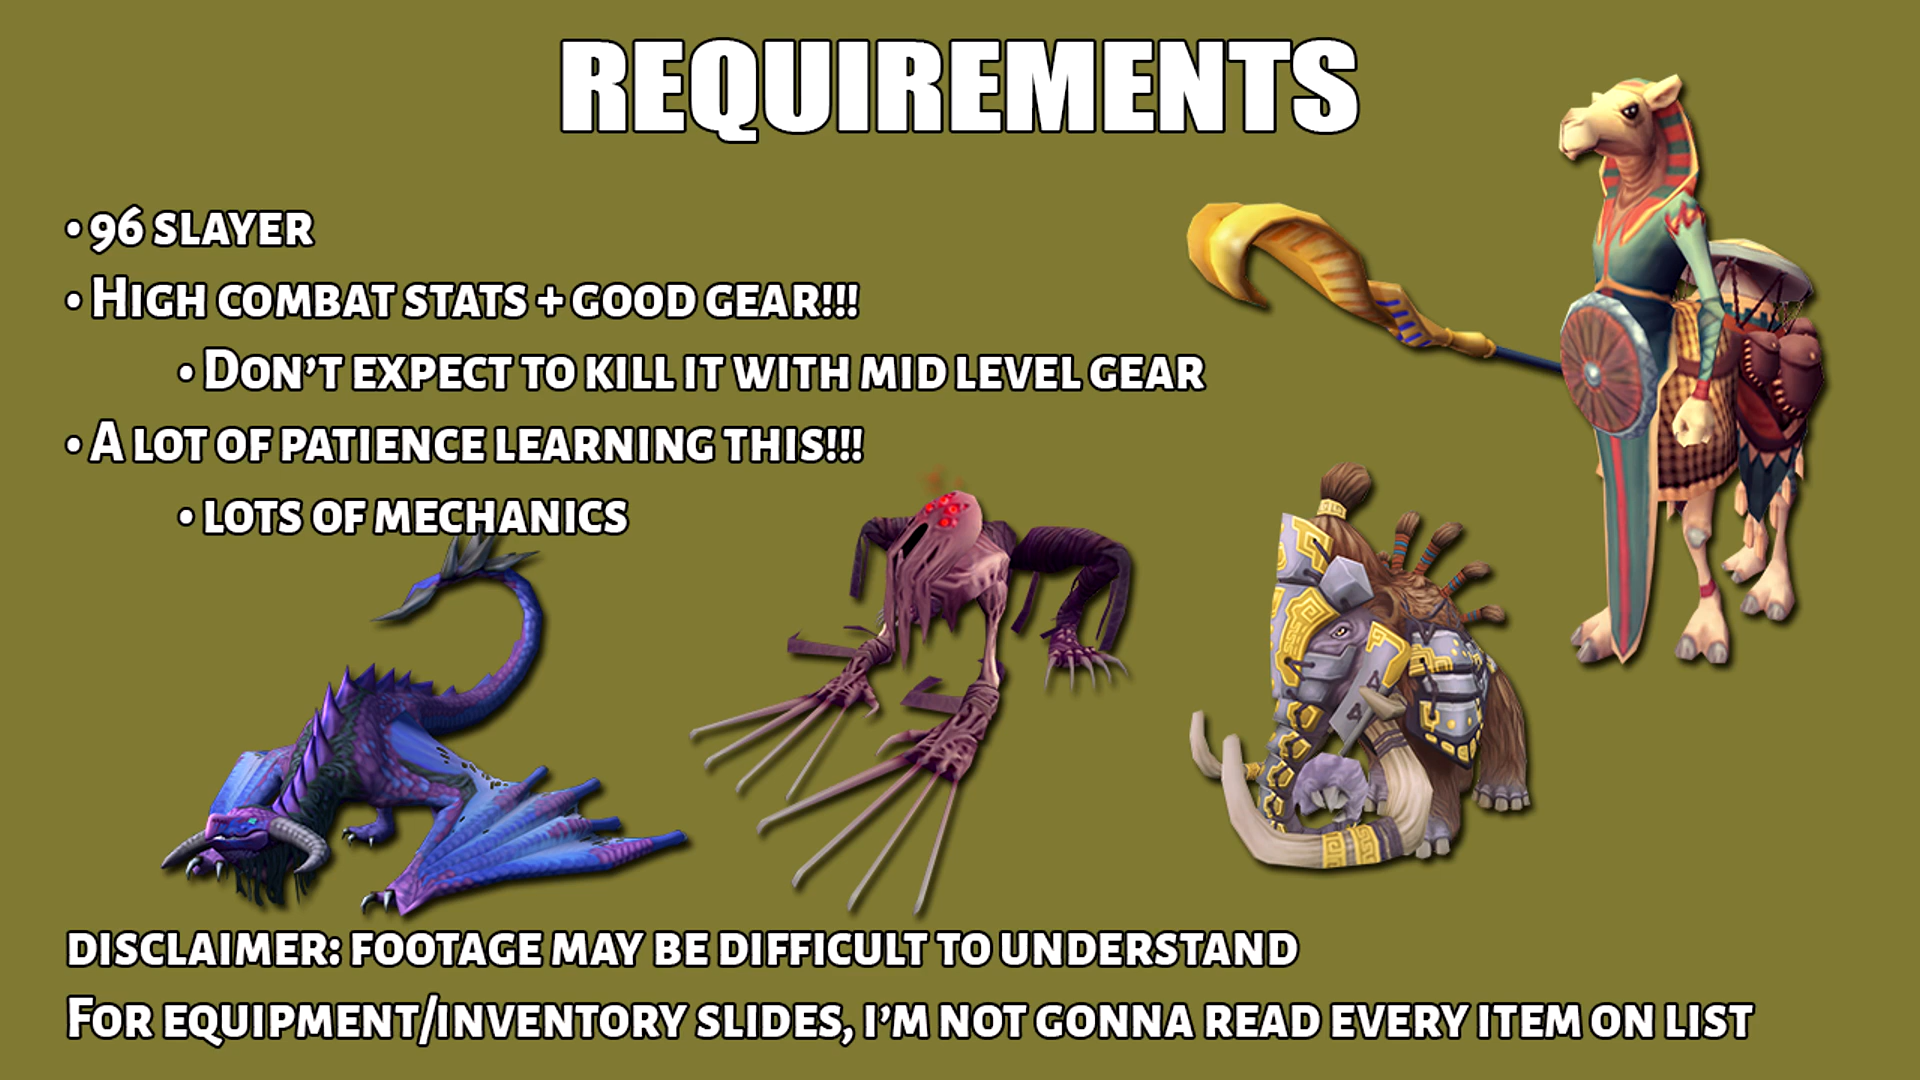 REQUIREMENTS
• 96 SLAYER
• HIGH COMBAT STATS + GOOD GEAR!!!
• DON'T EXPECT TO KILL IT WITH MID LEVEL GEAR
• A LOT OF PATIENCE LEARNING THIS!!!
• LOTS OF MECHANICS
DISCLAIMER: FOOTAGE MAY BE DIFFICULT TO UNDERSTAND
FOR EQUIPMENT/INVENTORY SLIDES, I'M NOT GONNA READ EVERY ITEM ON LIST